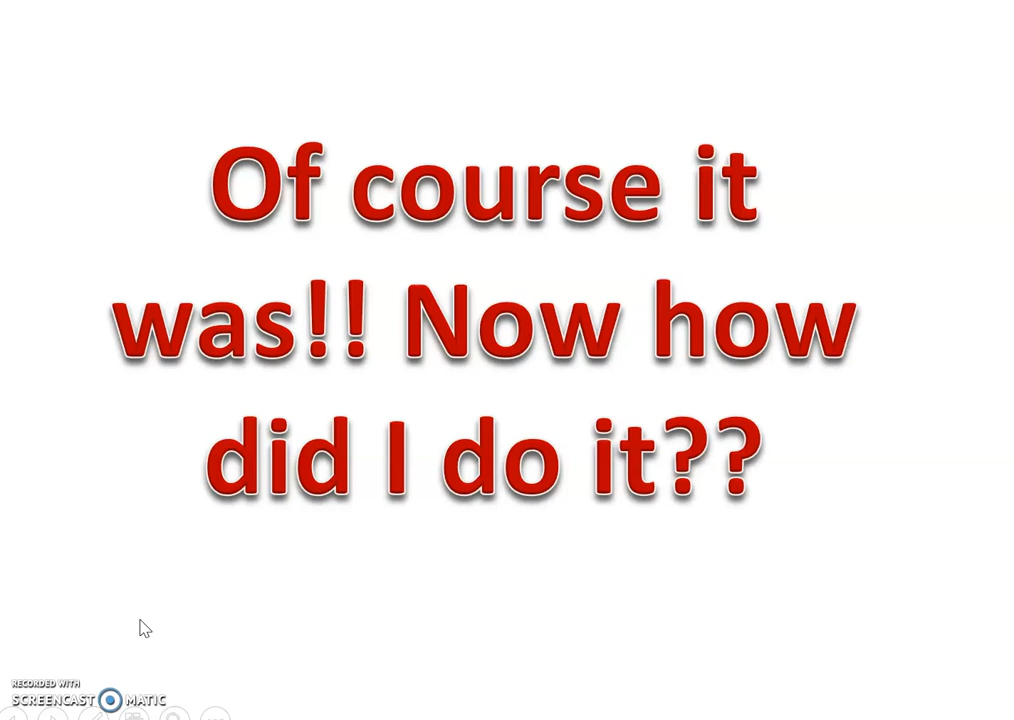 Of course it
was!! Now how
did I do it??
RECORDED WITH
SCREENCAST MATIC